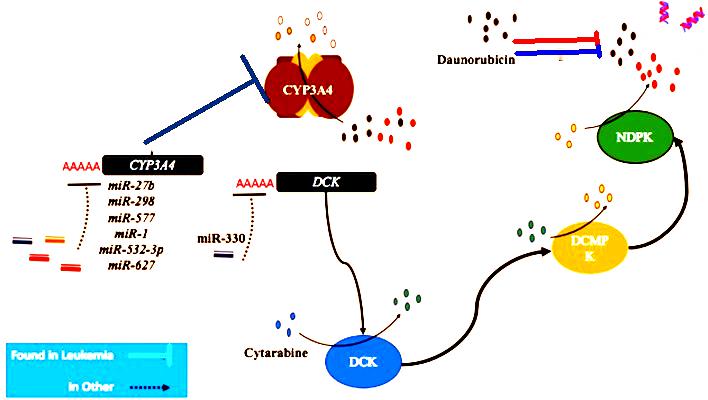 Daunorubicin
CYP3A4
NDPK
AAAAA CYP3A4
miR-27b
miR-298
miR-577
miR-1
miR-532-3p
miR-627
AAAAA DCK
miR-330
DCMP
K
Cytarabine
DCK
Found in Leukemia
In Other